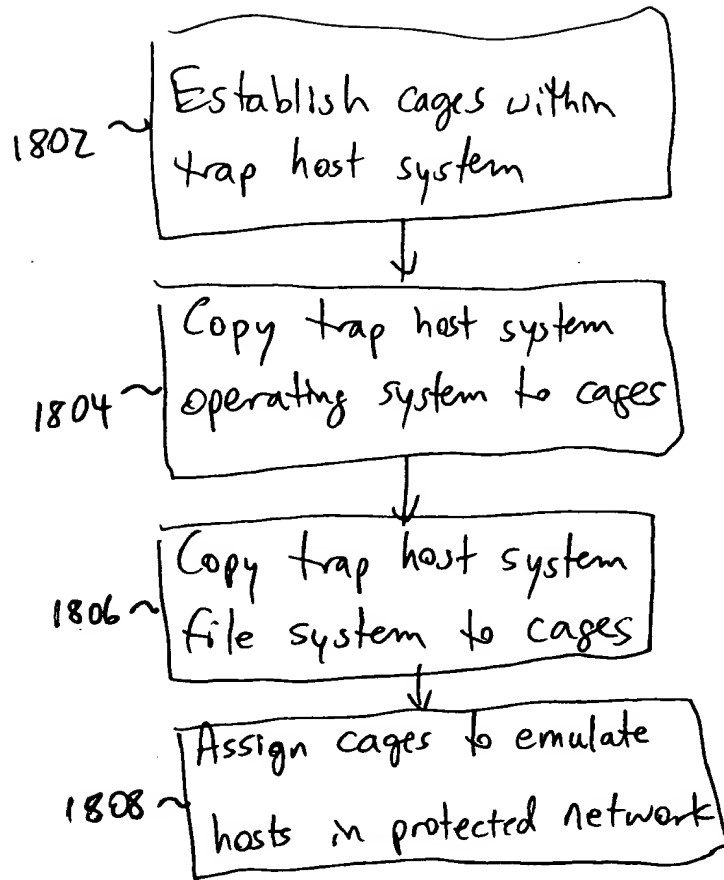 Establish cages within
1802
trap host system
Copy trap host system
1804
operating system to cages
Copy trap host system
1806
file system to cages
Assign cages to emulate
1808
hosts in protected network